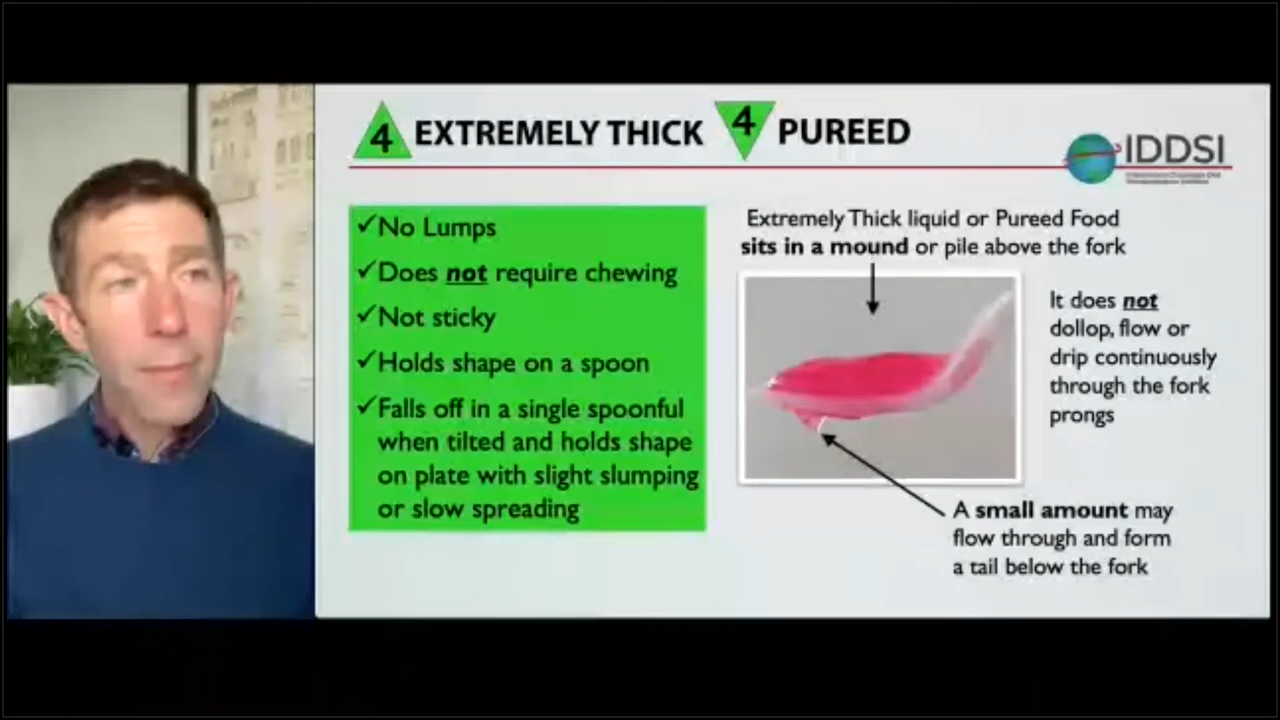 4 EXTREMELY THICK 4 PUREED
IDDSI
✓No Lumps
✓Does not require chewing
✓Not sticky
✓Holds shape on a spoon
✓Falls off in a single spoonful
when tilted and holds shape
on plate with slight slumping
or slow spreading
Extremely Thick liquid or Pureed Food
sits in a mound or pile above the fork
It does not
dollop, flow or
drip continuously
through the fork
prongs
A small amount may
flow through and form
a tail below the fork